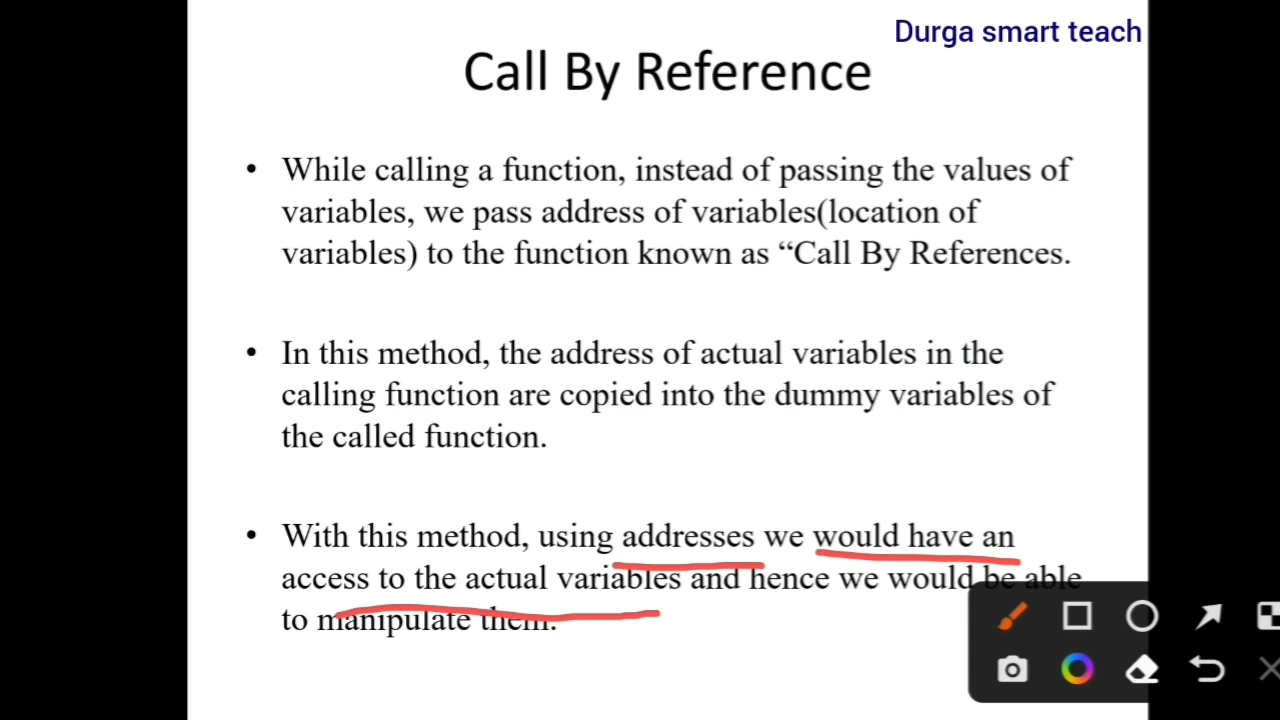 Durga smart teach
Call By Reference
• While calling a function, instead of passing the values of
variables, we pass address of variables(location of
variables) to the function known as “Call By References.
• In this method, the address of actual variables in the
calling function are copied into the dummy variables of
the called function.
• With this method, using addresses we would have an
access to the actual variables and hence we would be able
to manipulate them.